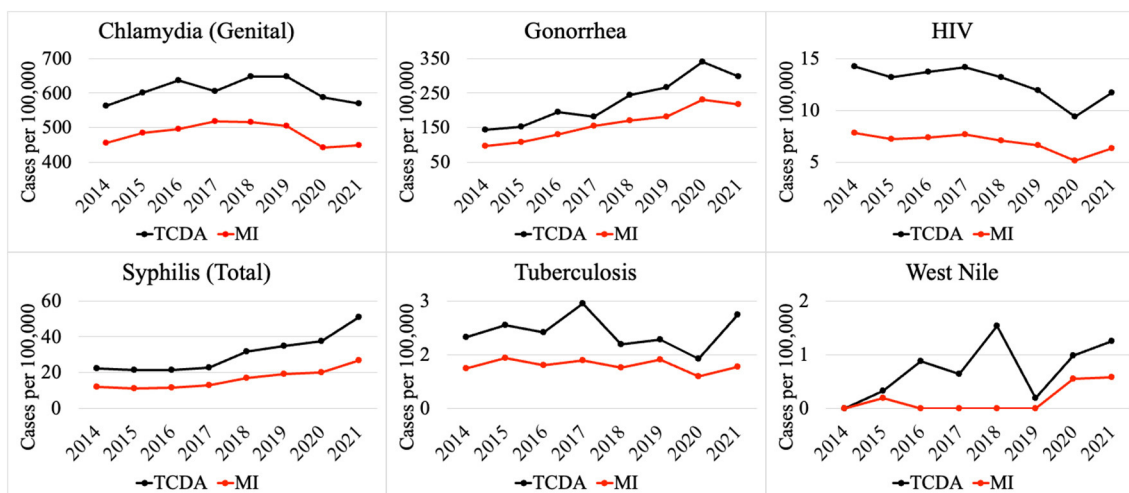 Chlamydia (Genital)
Cases per 100,000
700
600
500
400
2014 2015 2016 2017 2018 2019 2020 2021
TCDA MI
Gonorrhea
Cases per 100,000
350
250
150
50
2014 2015 2016 2017 2018 2019 2020 2021
TCDA MI
HIV
Cases per 100,000
15
10
5
2014 2015 2016 2017 2018 2019 2020 2021
TCDA MI
Syphilis (Total)
Cases per 100,000
60
40
20
0
2014 2015 2016 2017 2018 2019 2020 2021
TCDA MI
Tuberculosis
Cases per 100,000
3
2
0
2014 2015 2016 2017 2018 2019 2020 2021
TCDA MI
West Nile
Cases per 100,000
2
1
0
2014 2015 2016 2017 2018 2019 2020 2021
TCDA MI